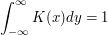 ∫_{-∞}^{-∞} K(x)dy = 1